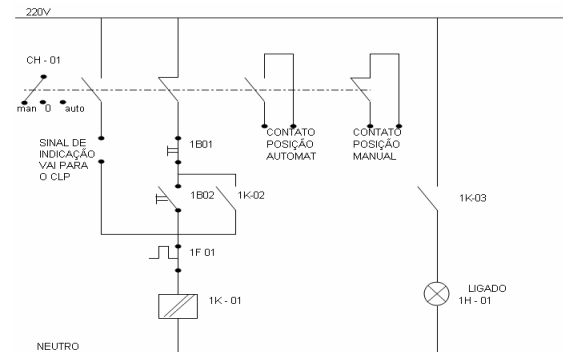 220V
CH - 01
man 0 auto
SINAL DE
INDICAÇÃO
VAI PARA
O CLP
1B01
CONTATO
POSIÇÃO
AUTOMAT
CONTATO
POSIÇÃO
MANUAL
1B02
1K-02
1K-03
1F 01
1K - 01
LIGADO
1H - 01
NEUTRO